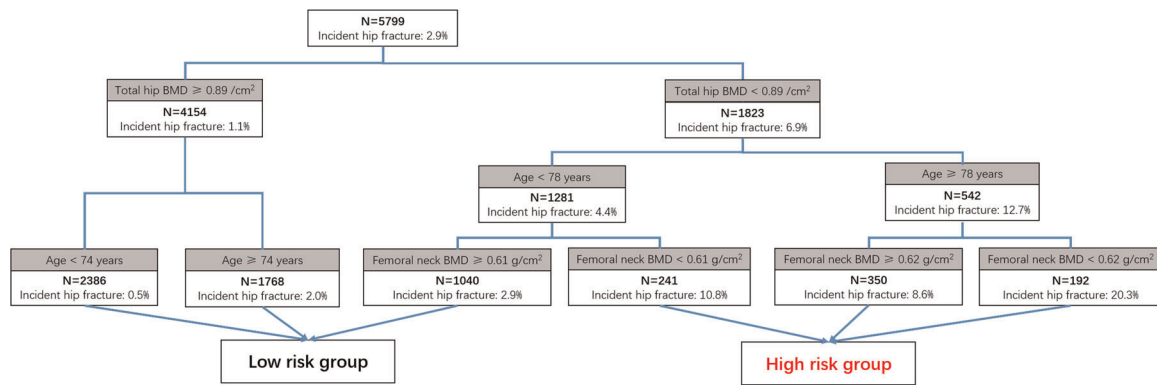 N=5799
Incident hip fracture: 2.9%
Total hip BMD ≥ 0.89 /cm²
N=4154
Incident hip fracture: 1.1%
Total hip BMD < 0.89 /cm²
N=1823
Incident hip fracture: 6.9%
Age < 78 years
N=1281
Incident hip fracture: 4.4%
Age ≥ 78 years
N=542
Incident hip fracture: 12.7%
Age < 74 years
N=2386
Incident hip fracture: 0.5%
Age ≥ 74 years
N=1768
Incident hip fracture: 2.0%
Femoral neck BMD ≥ 0.61 g/cm²
N=1040
Incident hip fracture: 2.9%
Femoral neck BMD < 0.61 g/cm²
N=241
Incident hip fracture: 10.8%
Femoral neck BMD ≥ 0.62 g/cm²
N=350
Incident hip fracture: 8.6%
Femoral neck BMD < 0.62 g/cm²
N=192
Incident hip fracture: 20.3%
Low risk group
High risk group